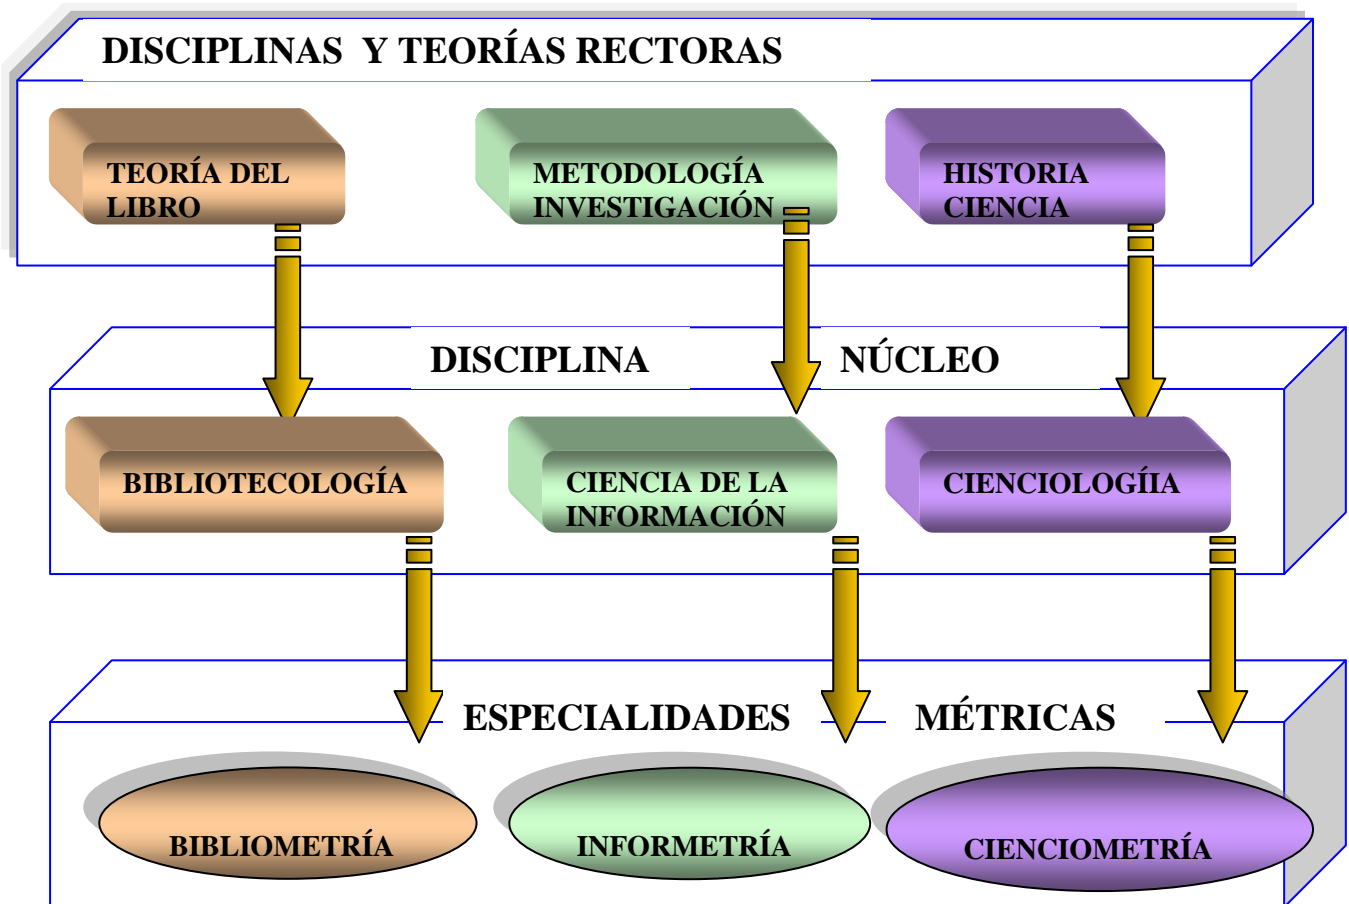 DISCIPLINAS Y TEORÍAS RECTORAS
TEORÍA DEL
LIBRO
METODOLOGÍA
INVESTIGACIÓN
HISTORIA
CIENCIA
DISCIPLINA NÚCLEO
BIBLIOTECOLOGÍA
CIENCIA DE LA
INFORMACIÓN
CIENCIOLOGÍIA
ESPECIALIDADES MÉTRICAS
BIBLIOMETRÍA
INFORMETRÍA
CIENCIOMETRÍA